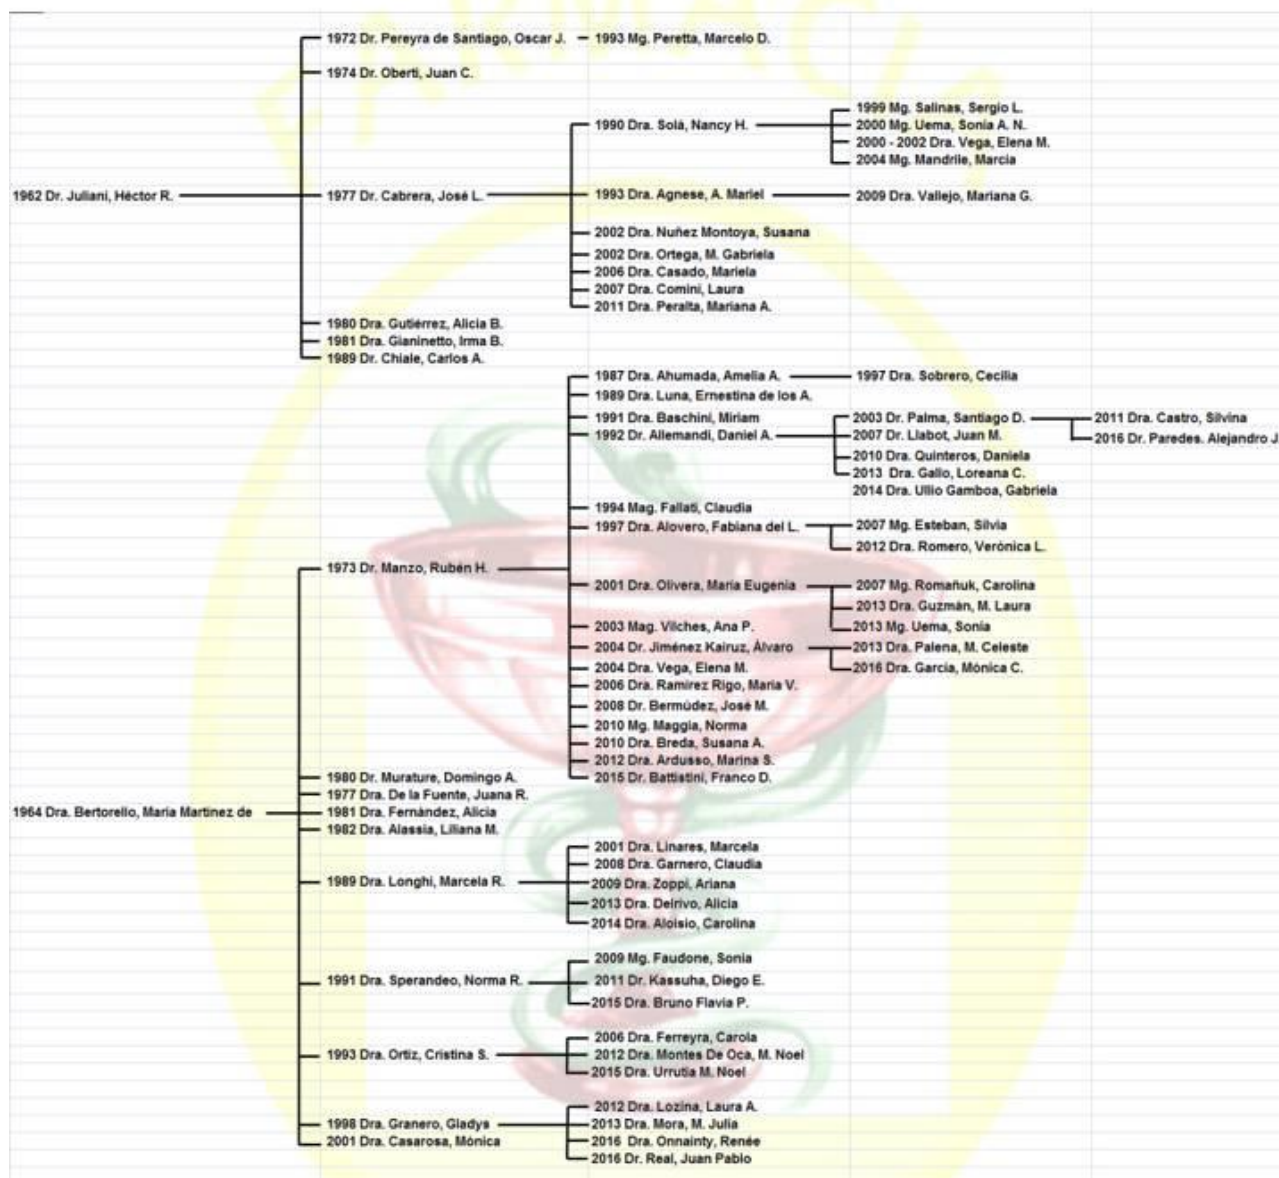 FARMACIA
1972 Dr. Pereyra de Santiago, Oscar J. – 1993 Mg. Peretta, Marcelo D.
1974 Dr. Oberti, Juan C.
1999 Mg. Salinas, Sergio L.
1990 Dra. Solá, Nancy H. 2000 Mg. Uema, Sonia A. N.
2000 - 2002 Dra. Vega, Elena M.
2004 Mg. Mandrile, Marcia
1962 Dr. Juliani, Héctor R. 1977 Dr. Cabrera, José L. 1993 Dra. Agnese, A. Mariel 2009 Dra. Vallejo, Mariana G.
2002 Dra. Nuñez Montoya, Susana
2002 Dra. Ortega, M. Gabriela
2006 Dra. Casado, Mariela
2007 Dra. Comini, Laura
2011 Dra. Peralta, Mariana A.
1980 Dra. Gutiérrez, Alicia B.
1981 Dra. Gianinetto, Irma B.
1989 Dr. Chiale, Carlos A.
1987 Dra. Ahumada, Amelia A. 1997 Dra. Sobrero, Cecilia
1989 Dra. Luna, Ernestina de los A.
1991 Dra. Baschini, Miriam 2003 Dr. Palma, Santiago D. 2011 Dra. Castro, Silvina
1992 Dr. Allemandi, Daniel A. 2007 Dr. Llabot, Juan M. 2016 Dr. Paredes. Alejandro J
2010 Dra. Quinteros, Daniela
2013 Dra. Gallo, Loreana C.
2014 Dra. Ullio Gamboa, Gabriela
1994 Mag. Fallati, Claudia
1997 Dra. Alovero, Fabiana del L. 2007 Mg. Esteban, Silvia
2012 Dra. Romero, Verónica L.
1973 Dr. Manzo, Rubén H. 2001 Dra. Olivera, María Eugenia 2007 Mg. Romañuk, Carolina
2013 Dra. Guzmán, M. Laura
2003 Mag. Vilches, Ana P. 2013 Mg. Uema, Sonia
2004 Dr. Jiménez Kairuz, Álvaro 2013 Dra. Palena, M. Celeste
2004 Dra. Vega, Elena M. 2016 Dra. García, Mónica C.
2006 Dra. Ramírez Rigo, María V.
2008 Dr. Bermúdez, José M.
2010 Mg. Maggia, Norma
2010 Dra. Breda, Susana A.
2012 Dra. Ardusso, Marina S.
1980 Dr. Murature, Domingo A. 2015 Dr. Battistini, Franco D.
1977 Dra. De la Fuente, Juana R.
1964 Dra. Bertorello, María Martínez de 1981 Dra. Fernández, Alicia
1982 Dra. Alassia, Liliana M.
2001 Dra. Linares, Marcela
2008 Dra. Garnero, Claudia
1989 Dra. Longhi, Marcela R. 2009 Dra. Zoppi, Ariana
2013 Dra. Delrivo, Alicia
2014 Dra. Aloisio, Carolina
2009 Mg. Faudone, Sonia
1991 Dra. Sperandeo, Norma R. 2011 Dr. Kassuha, Diego E.
2015 Dra. Bruno Flavia P.
2006 Dra. Ferreyra, Carola
1993 Dra. Ortiz, Cristina S. 2012 Dra. Montes De Oca, M. Noel
2015 Dra. Urrutia M. Noel
2012 Dra. Lozina, Laura A.
1998 Dra. Granero, Gladys 2013 Dra. Mora, M. Julia
2001 Dra. Casarosa, Mónica 2016 Dra. Onnainty, Renée
2016 Dr. Real, Juan Pablo